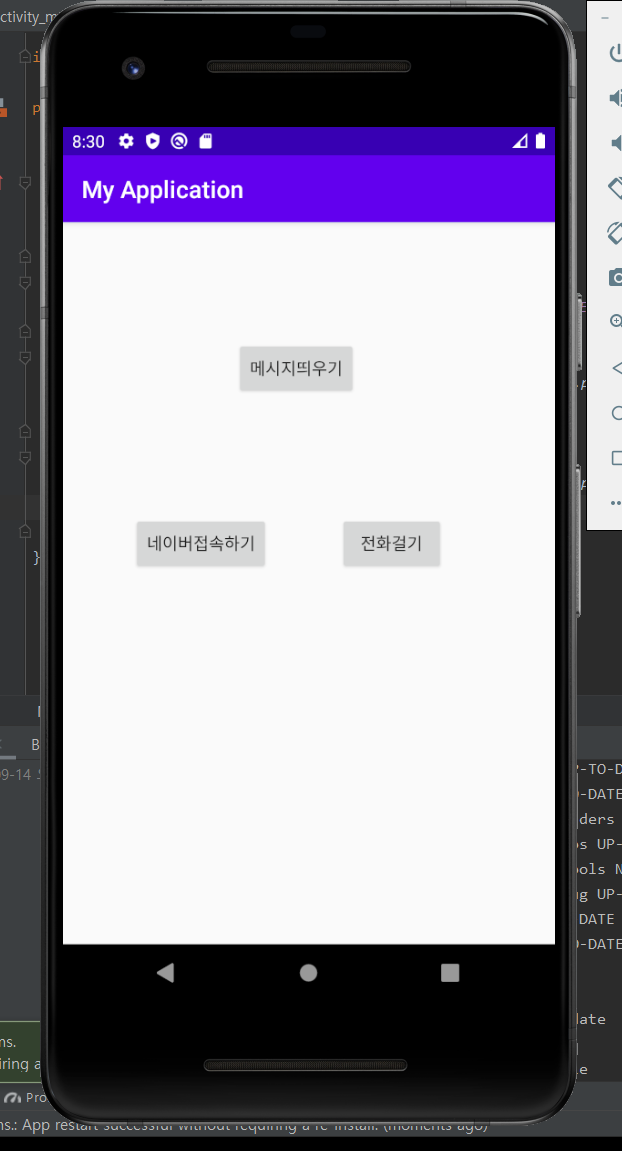 ctivity_m
8:30
My Application
메시지띄우기
네이버접속하기
전화걸기
}
09-14
-TO-D
-DATE
ders
s UP-
ols N
g UP-
DATE
-DATE
late
ns.
iring a
Pro
ns.: App restart successful without requiring a re-install. (moments ago)